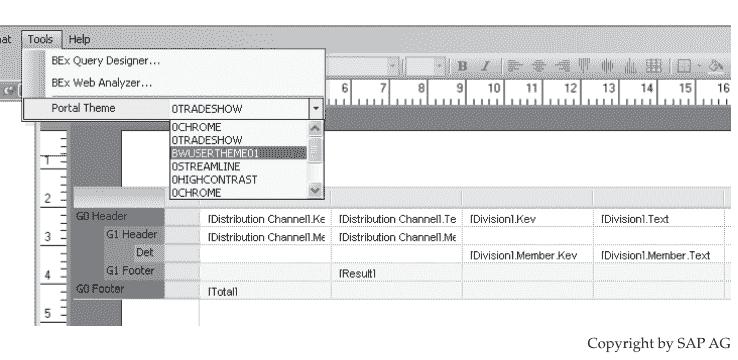 nat Tools Help
BEx Query Designer...
BEx Web Analyzer...
Portal Theme 0TRADESHOW
B I
6 7 8 9 10 11 12 13 14 15 16
0CHROME
0TRADESHOW
BWUSERTHEME01
0STREAMLINE
0HIGHCONTRAST
0CHROME
1
2
G0 Header [Distribution Channel].Ke [Distribution Channel].Te [Division].Key [Division].Text
3 G1 Header [Distribution Channel].Me [Distribution Channel].Me
Det [Division].Member.Key [Division].Member.Text
4 G1 Footer [Result]
G0 Footer [Total]
5
Copyright by SAP AG